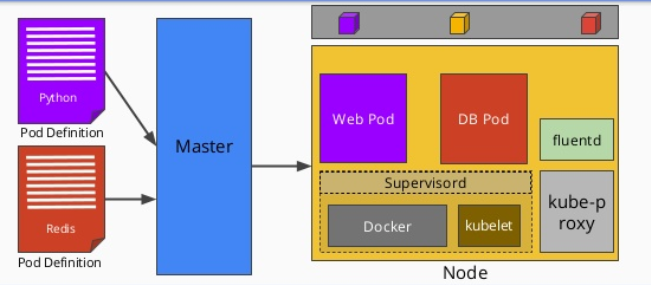 Python
Pod Definition
Redis
Pod Definition
Master
Web Pod
DB Pod
fluentd
Supervisord
Docker
kubelet
kube-p
roxy
Node